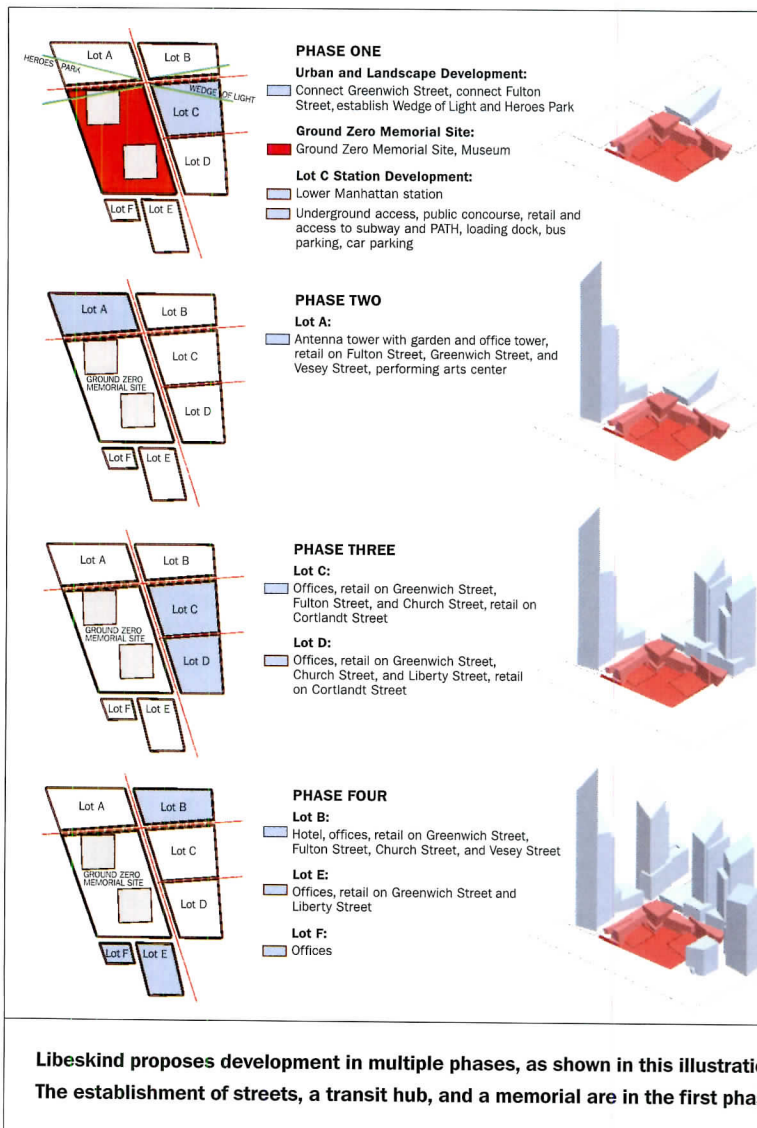 Lot A
Lot B
HEROES PARK
WEDGE OF LIGHT
Lot C
Lot D
Lot F
Lot E
PHASE ONE
Urban and Landscape Development:
Connect Greenwich Street, connect Fulton
Street, establish Wedge of Light and Heroes Park
Ground Zero Memorial Site:
Ground Zero Memorial Site, Museum
Lot C Station Development:
Lower Manhattan station
Underground access, public concourse, retail and
access to subway and PATH, loading dock, bus
parking, car parking
Lot A
Lot B
Lot C
GROUND ZERO
MEMORIAL SITE
Lot D
Lot F
Lot E
PHASE TWO
Lot A:
Antenna tower with garden and office tower,
retail on Fulton Street, Greenwich Street, and
Vesey Street, performing arts center
Lot A
Lot B
Lot C
GROUND ZERO
MEMORIAL SITE
Lot D
Lot F
Lot E
PHASE THREE
Lot C:
Offices, retail on Greenwich Street,
Fulton Street, and Church Street, retail on
Cortlandt Street
Lot D:
Offices, retail on Greenwich Street,
Church Street, and Liberty Street, retail
on Cortlandt Street
Lot A
Lot B
Lot C
GROUND ZERO
MEMORIAL SITE
Lot D
Lot F
Lot E
PHASE FOUR
Lot B:
Hotel, offices, retail on Greenwich Street,
Fulton Street, Church Street, and Vesey Street
Lot E:
Offices, retail on Greenwich Street and
Liberty Street
Lot F:
Offices
Libeskind proposes development in multiple phases, as shown in this illustratio
The establishment of streets, a transit hub, and a memorial are in the first pha